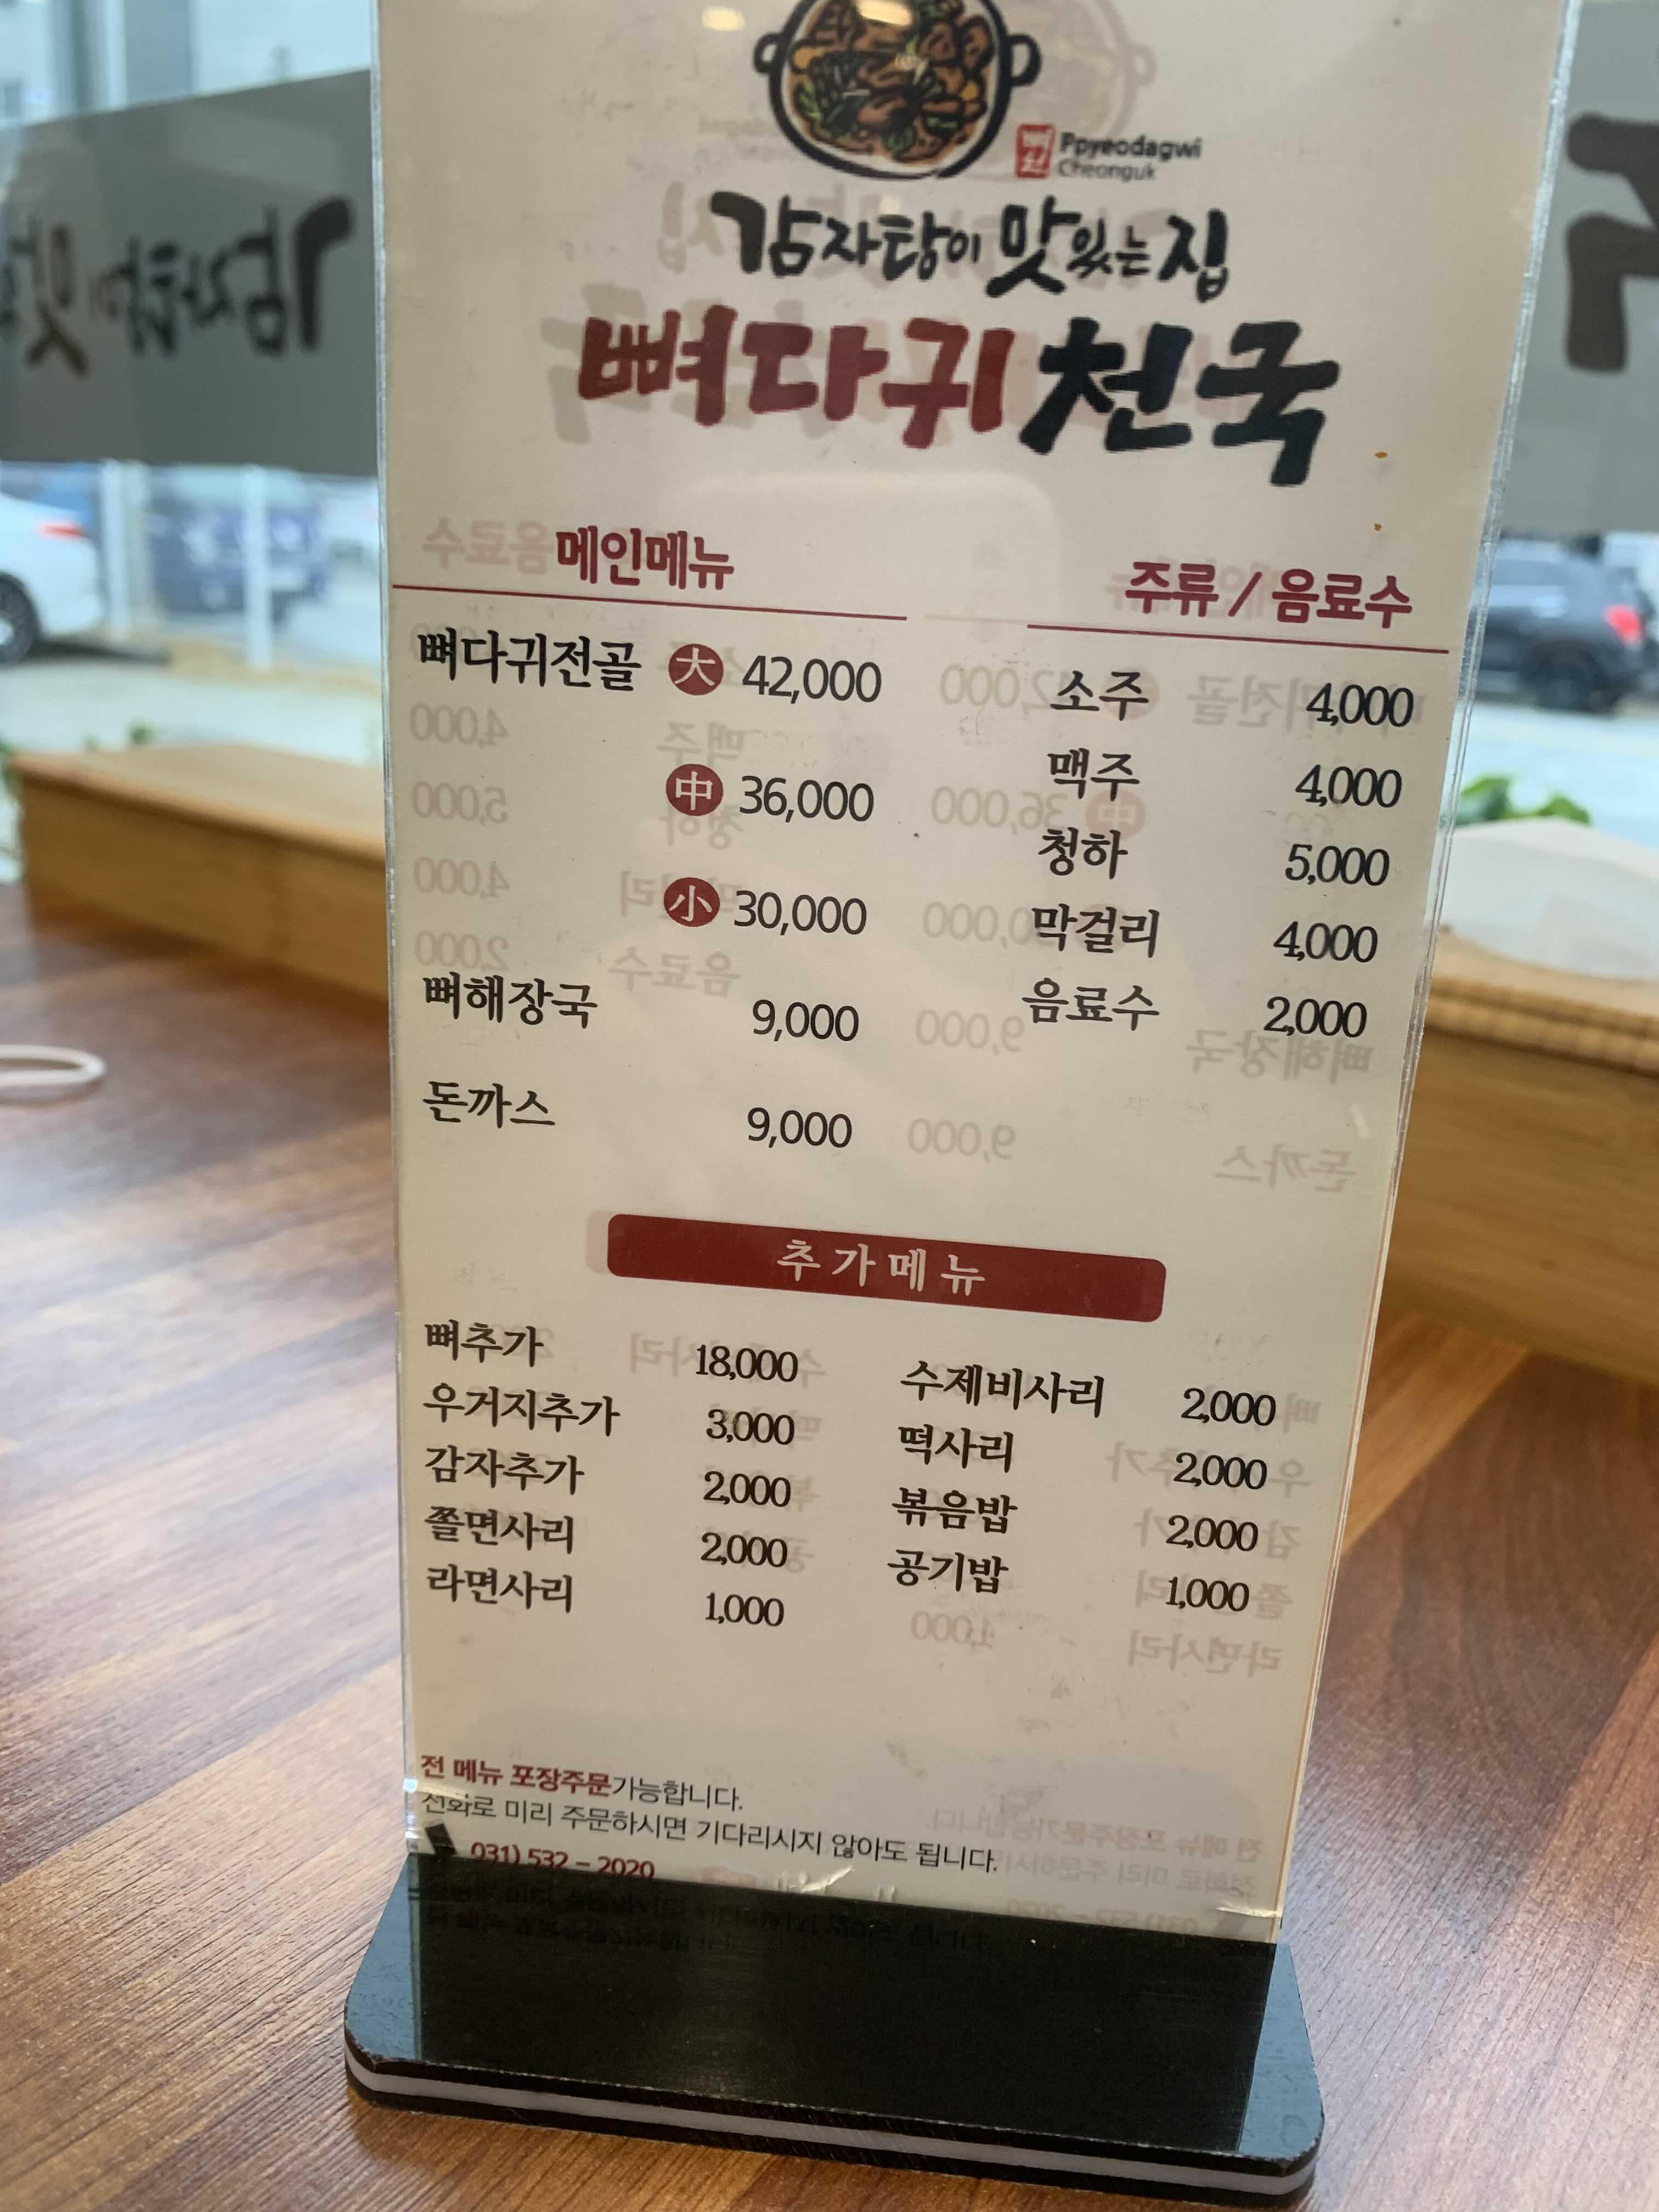 Ppyeodagwi
Cheonguk
감자탕이 맛있는 집
뼈다귀천국
메인메뉴
뼈다귀전골 大 42,000
中 36,000
小 30,000
뼈해장국 9,000
돈까스 9,000
주류 / 음료수
소주 4,000
맥주 4,000
청하 5,000
막걸리 4,000
음료수 2,000
추가메뉴
뼈추가 18,000
우거지추가 3,000
감자추가 2,000
쫄면사리 2,000
라면사리 1,000
수제비사리 2,000
떡사리 2,000
볶음밥 2,000
공기밥 1,000
전 메뉴 포장주문가능합니다.
전화로 미리 주문하시면 기다리시지 않아도 됩니다.
031) 532 - 2020